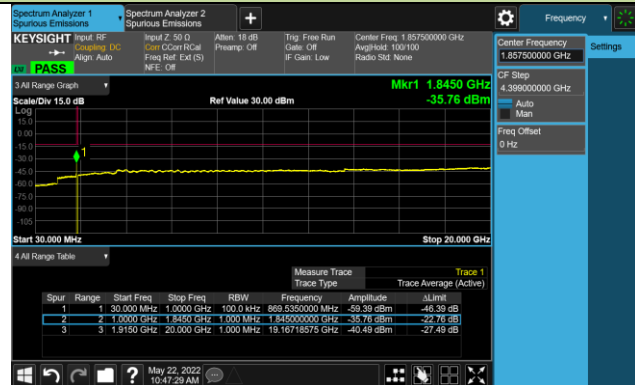 Spectrum Analyzer 1
Spurious Emissions
Spectrum Analyzer 2
Spurious Emissions
+
Frequency
KEYSIGHT
Input: RF
Coupling: DC
Align: Auto
Input Z: 50 Ω
Corr CCorr RCal
Freq Ref: Ext (S)
NFE: Off
Atten: 18 dB
Preamp: Off
Trig: Free Run
Gate: Off
IF Gain: Low
Center Freq: 1.857500000 GHz
Avg|Hold: 100/100
Radio Std: None
PASS
Center Frequency
1.857500000 GHz
Settings
CF Step
4.399000000 GHz
Auto
Man
Freq Offset
0 Hz
3 All Range Graph
Mkr1 1.8450 GHz
Scale/Div 15.0 dB
Ref Value 30.00 dBm
-35.76 dBm
Log
15.0
0.00
-15.0
-30.0
-45.0
-60.0
-75.0
-90.0
-105
1
Start 30.000 MHz
Stop 20.000 GHz
4 All Range Table
Measure Trace Trace 1
Trace Type Trace Average (Active)
Spur Range Start Freq Stop Freq RBW Frequency Amplitude ΔLimit
1 1 30.000 MHz 1.0000 GHz 100.0 kHz 869.5350000 MHz -59.39 dBm -46.39 dB
2 2 1.0000 GHz 1.8450 GHz 1.000 MHz 1.845000000 GHz -35.76 dBm -22.76 dB
3 3 1.9150 GHz 20.000 GHz 1.000 MHz 19.16718575 GHz -40.49 dBm -27.49 dB
?
May 22, 2022
10:47:29 AM